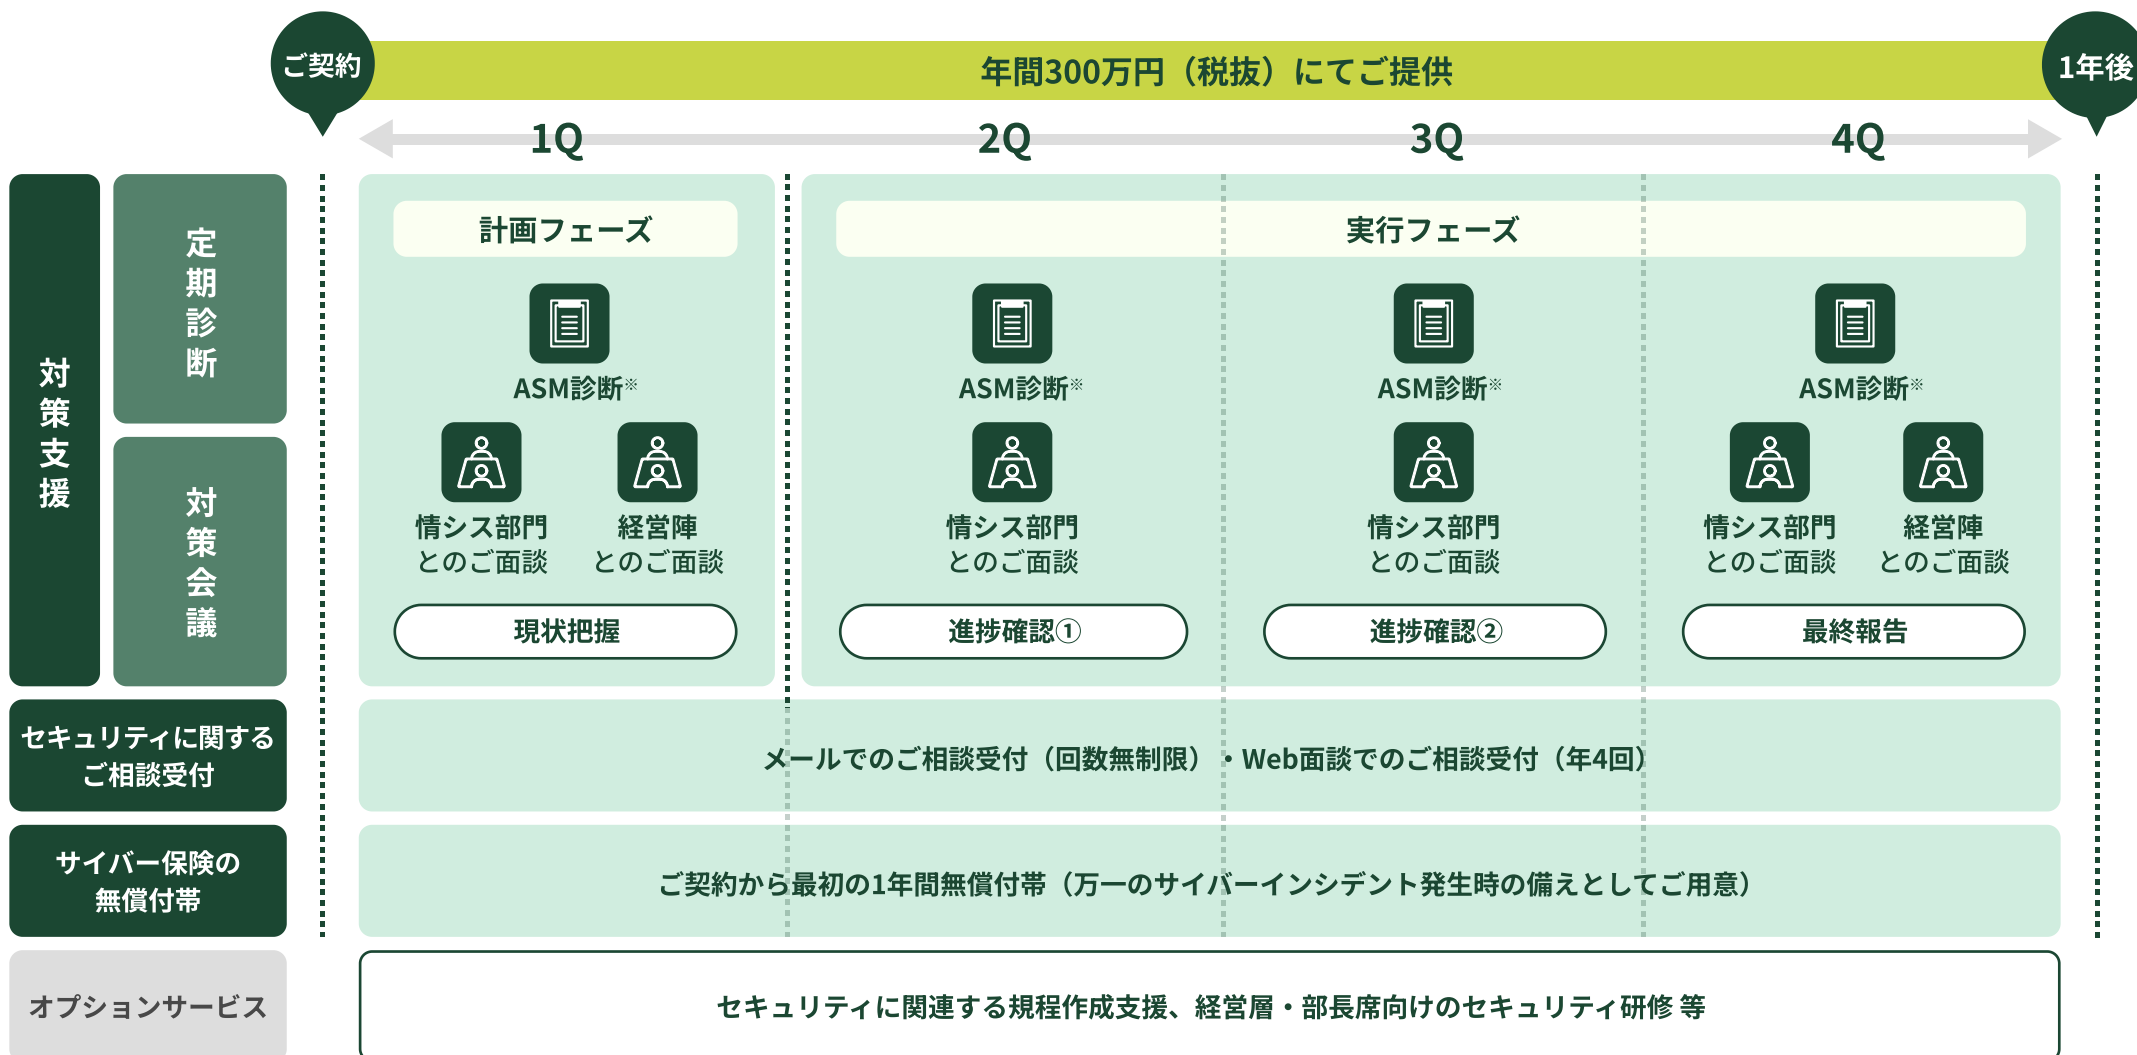 ご契約
年間300万円（税抜）にてご提供
1年後
1Q
2Q
3Q
4Q
対策支援
定期診断
対策会議
計画フェーズ
実行フェーズ
ASM診断※
ASM診断※
ASM診断※
ASM診断※
情シス部門
とのご面談
経営陣
とのご面談
情シス部門
とのご面談
情シス部門
とのご面談
情シス部門
とのご面談
経営陣
とのご面談
現状把握
進捗確認①
進捗確認②
最終報告
セキュリティに関する
ご相談受付
メールでのご相談受付（回数無制限）・Web面談でのご相談受付（年4回）
サイバー保険の
無償付帯
ご契約から最初の1年間無償付帯（万一のサイバーインシデント発生時の備えとしてご用意）
オプションサービス
セキュリティに関連する規程作成支援、経営層・部長席向けのセキュリティ研修 等